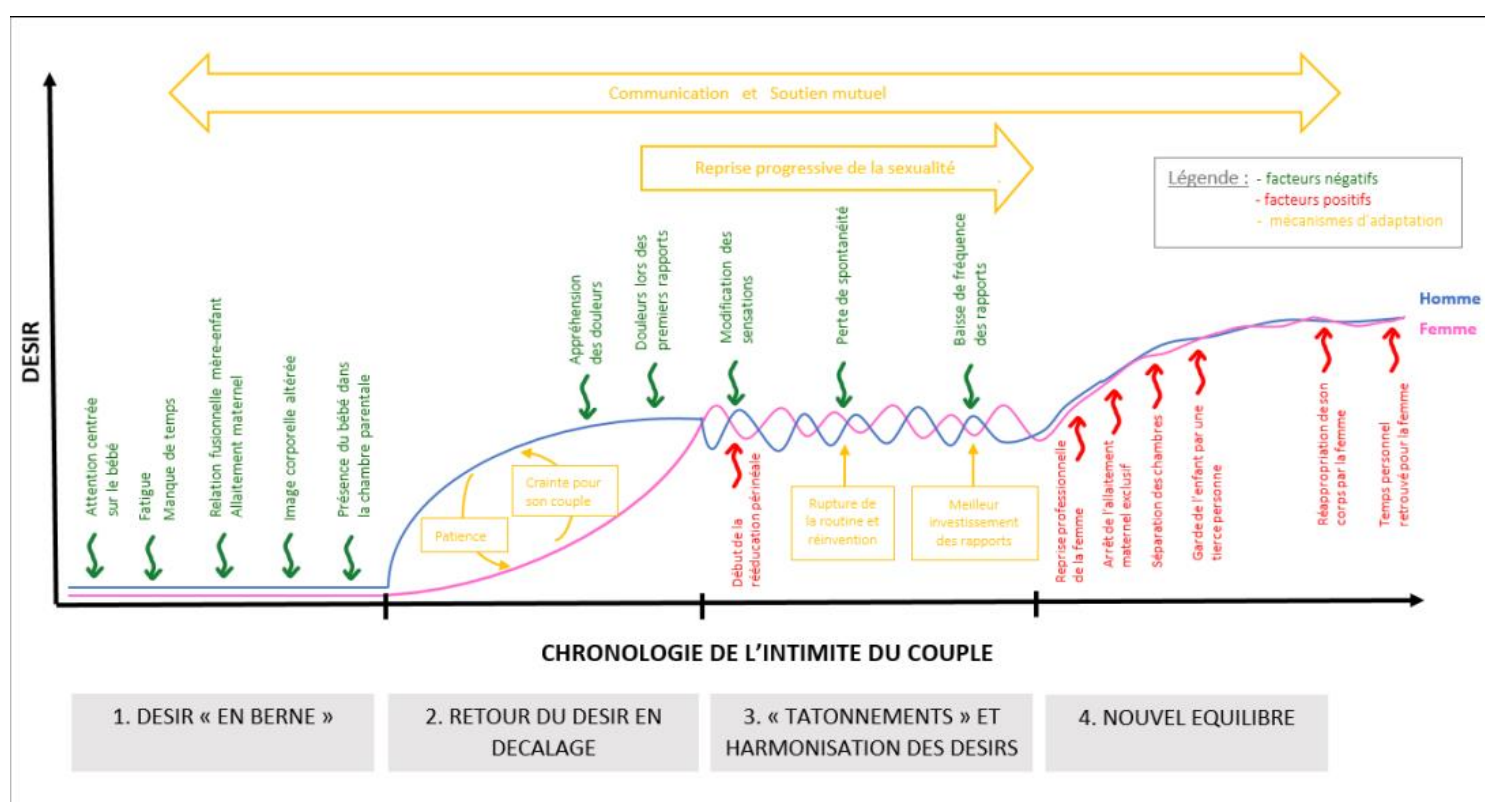 Communication et Soutien mutuel
Reprise progressive de la sexualité
Légende : - facteurs négatifs
- facteurs positifs
- mécanismes d'adaptation
DESIR
Attention centrée
sur le bébé
Fatigue
Manque de temps
Relation fusionnelle mère-enfant
Allaitement maternel
Image corporelle altérée
Présence du bébé dans
la chambre parentale
Appréhension
des douleurs
Douleurs lors des
premiers rapports
Modification des
sensations
Perte de spontanéité
Baisse de fréquence
des rapports
Homme
Femme
Patience
Crainte pour
son couple
Début de la
rééducation périnéale
Rupture de
la routine et
réinvention
Meilleur
investissement
des rapports
Reprise professionnelle
de la femme
Arrêt de l'allaitement
maternel exclusif
Séparation des chambres
Garde de l'enfant par une
tierce personne
Réappropriation deson
corps par la femme
Temps personnel
retrouvé pour la femme
CHRONOLOGIE DE L'INTIMITE DU COUPLE
1. DESIR « EN BERNE »
2. RETOUR DU DESIR EN
DECALAGE
3. « TATONNEMENTS » ET
HARMONISATION DES DESIRS
4. NOUVEL EQUILIBRE